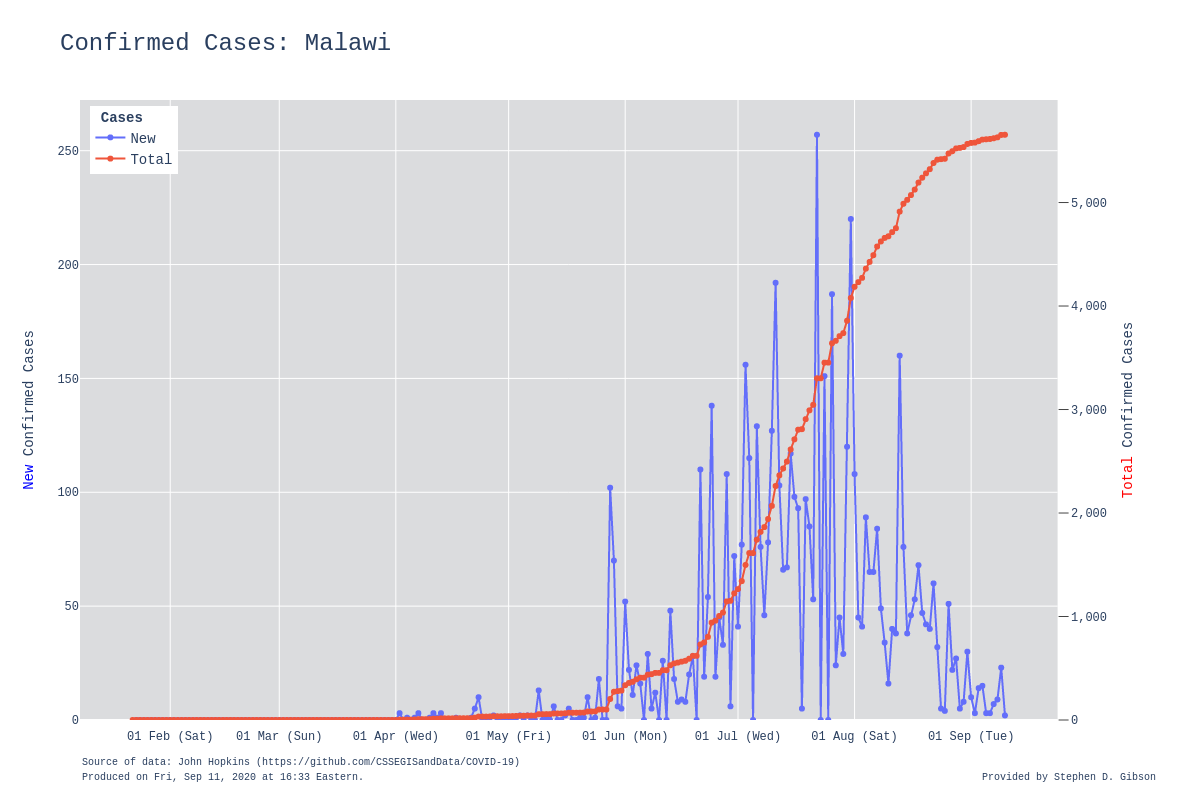 Confirmed Cases: Malawi
Cases
New
Total
250
200
150
100
50
0
5,000
4,000
3,000
2,000
1,000
0
New Confirmed Cases
Total Confirmed Cases
01 Feb (Sat)
01 Mar (Sun)
01 Apr (Wed)
01 May (Fri)
01 Jun (Mon)
01 Jul (Wed)
01 Aug (Sat)
01 Sep (Tue)
Source of data: John Hopkins (https://github.com/CSSEGISandData/COVID-19)
Produced on Fri, Sep 11, 2020 at 16:33 Eastern.
Provided by Stephen D. Gibson